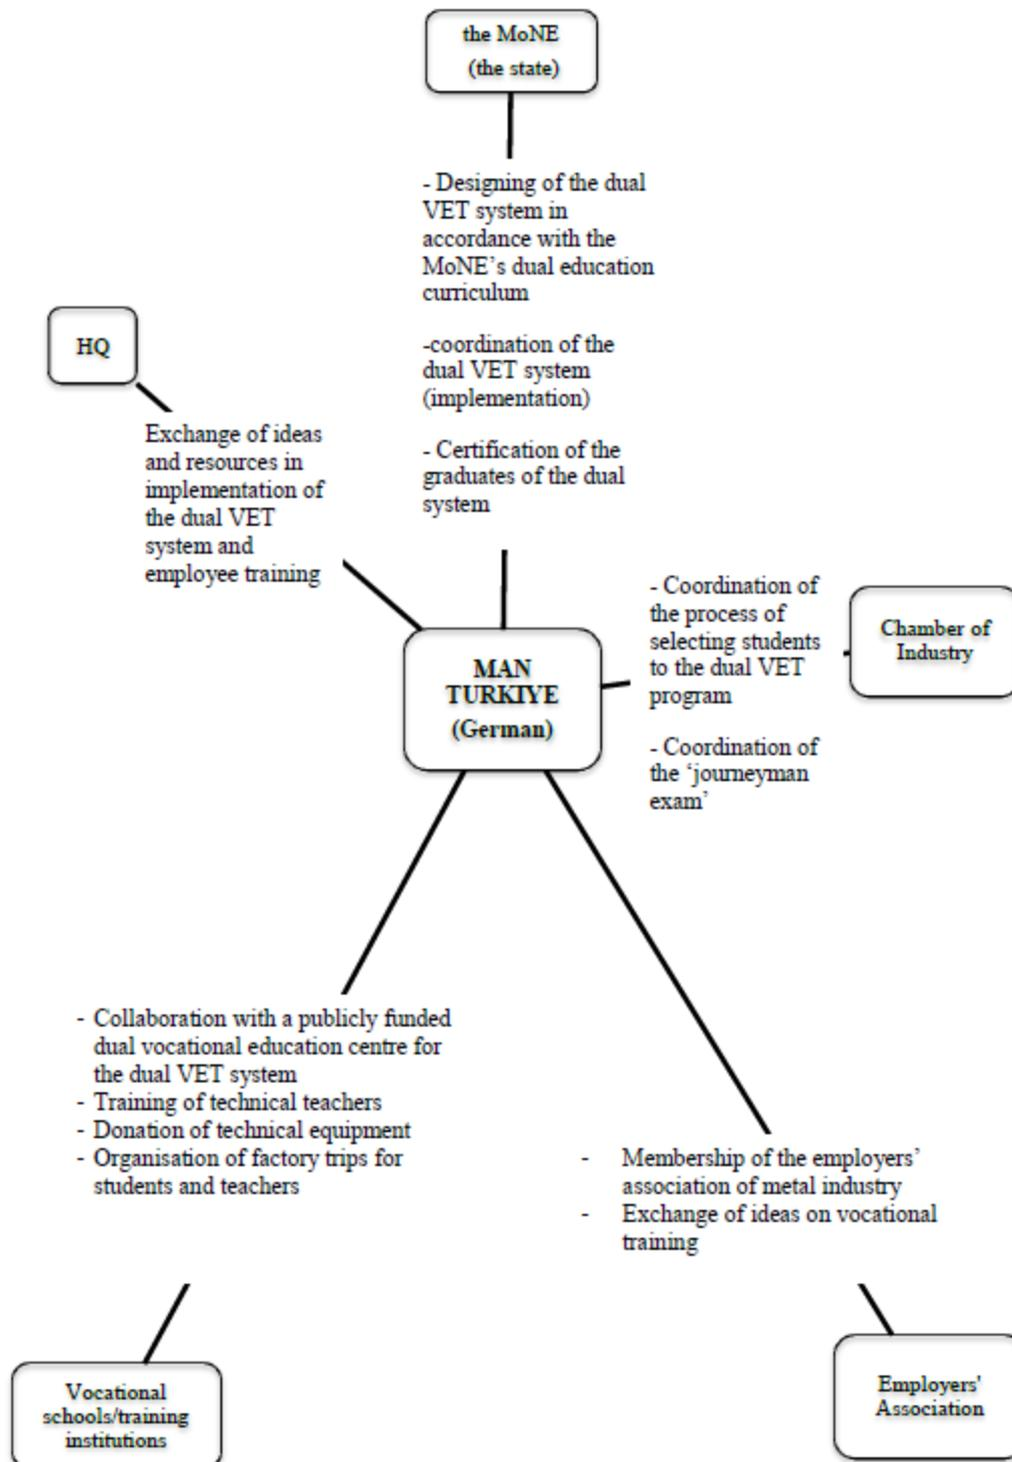 the MoNE
(the state)
- Designing of the dual
VET system in
accordance with the
MoNE’s dual education
curriculum
-coordination of the
dual VET system
(implementation)
- Certification of the
graduates of the dual
system
HQ
Exchange of ideas
and resources in
implementation of
the dual VET
system and
employee training
MAN
TURKIYE
(German)
- Coordination of
the process of
selecting students
to the dual VET
program
- Coordination of
the ‘journeyman
exam’
Chamber of
Industry
- Collaboration with a publicly funded
dual vocational education centre for
the dual VET system
- Training of technical teachers
- Donation of technical equipment
- Organisation of factory trips for
students and teachers
- Membership of the employers’
association of metal industry
- Exchange of ideas on vocational
training
Vocational
schools/training
institutions
Employers'
Association